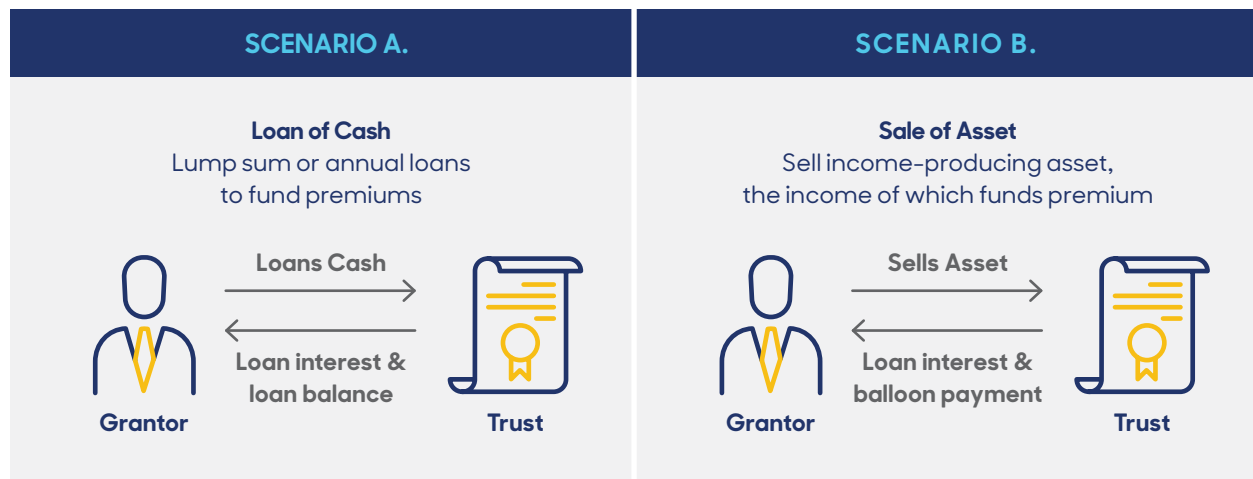 SCENARIO A.
Loan of Cash
Lump sum or annual loans
to fund premiums
Loans Cash
Loan interest &
loan balance
Grantor
Trust
SCENARIO B.
Sale of Asset
Sell income-producing asset,
the income of which funds premium
Sells Asset
Loan interest &
balloon payment
Grantor
Trust